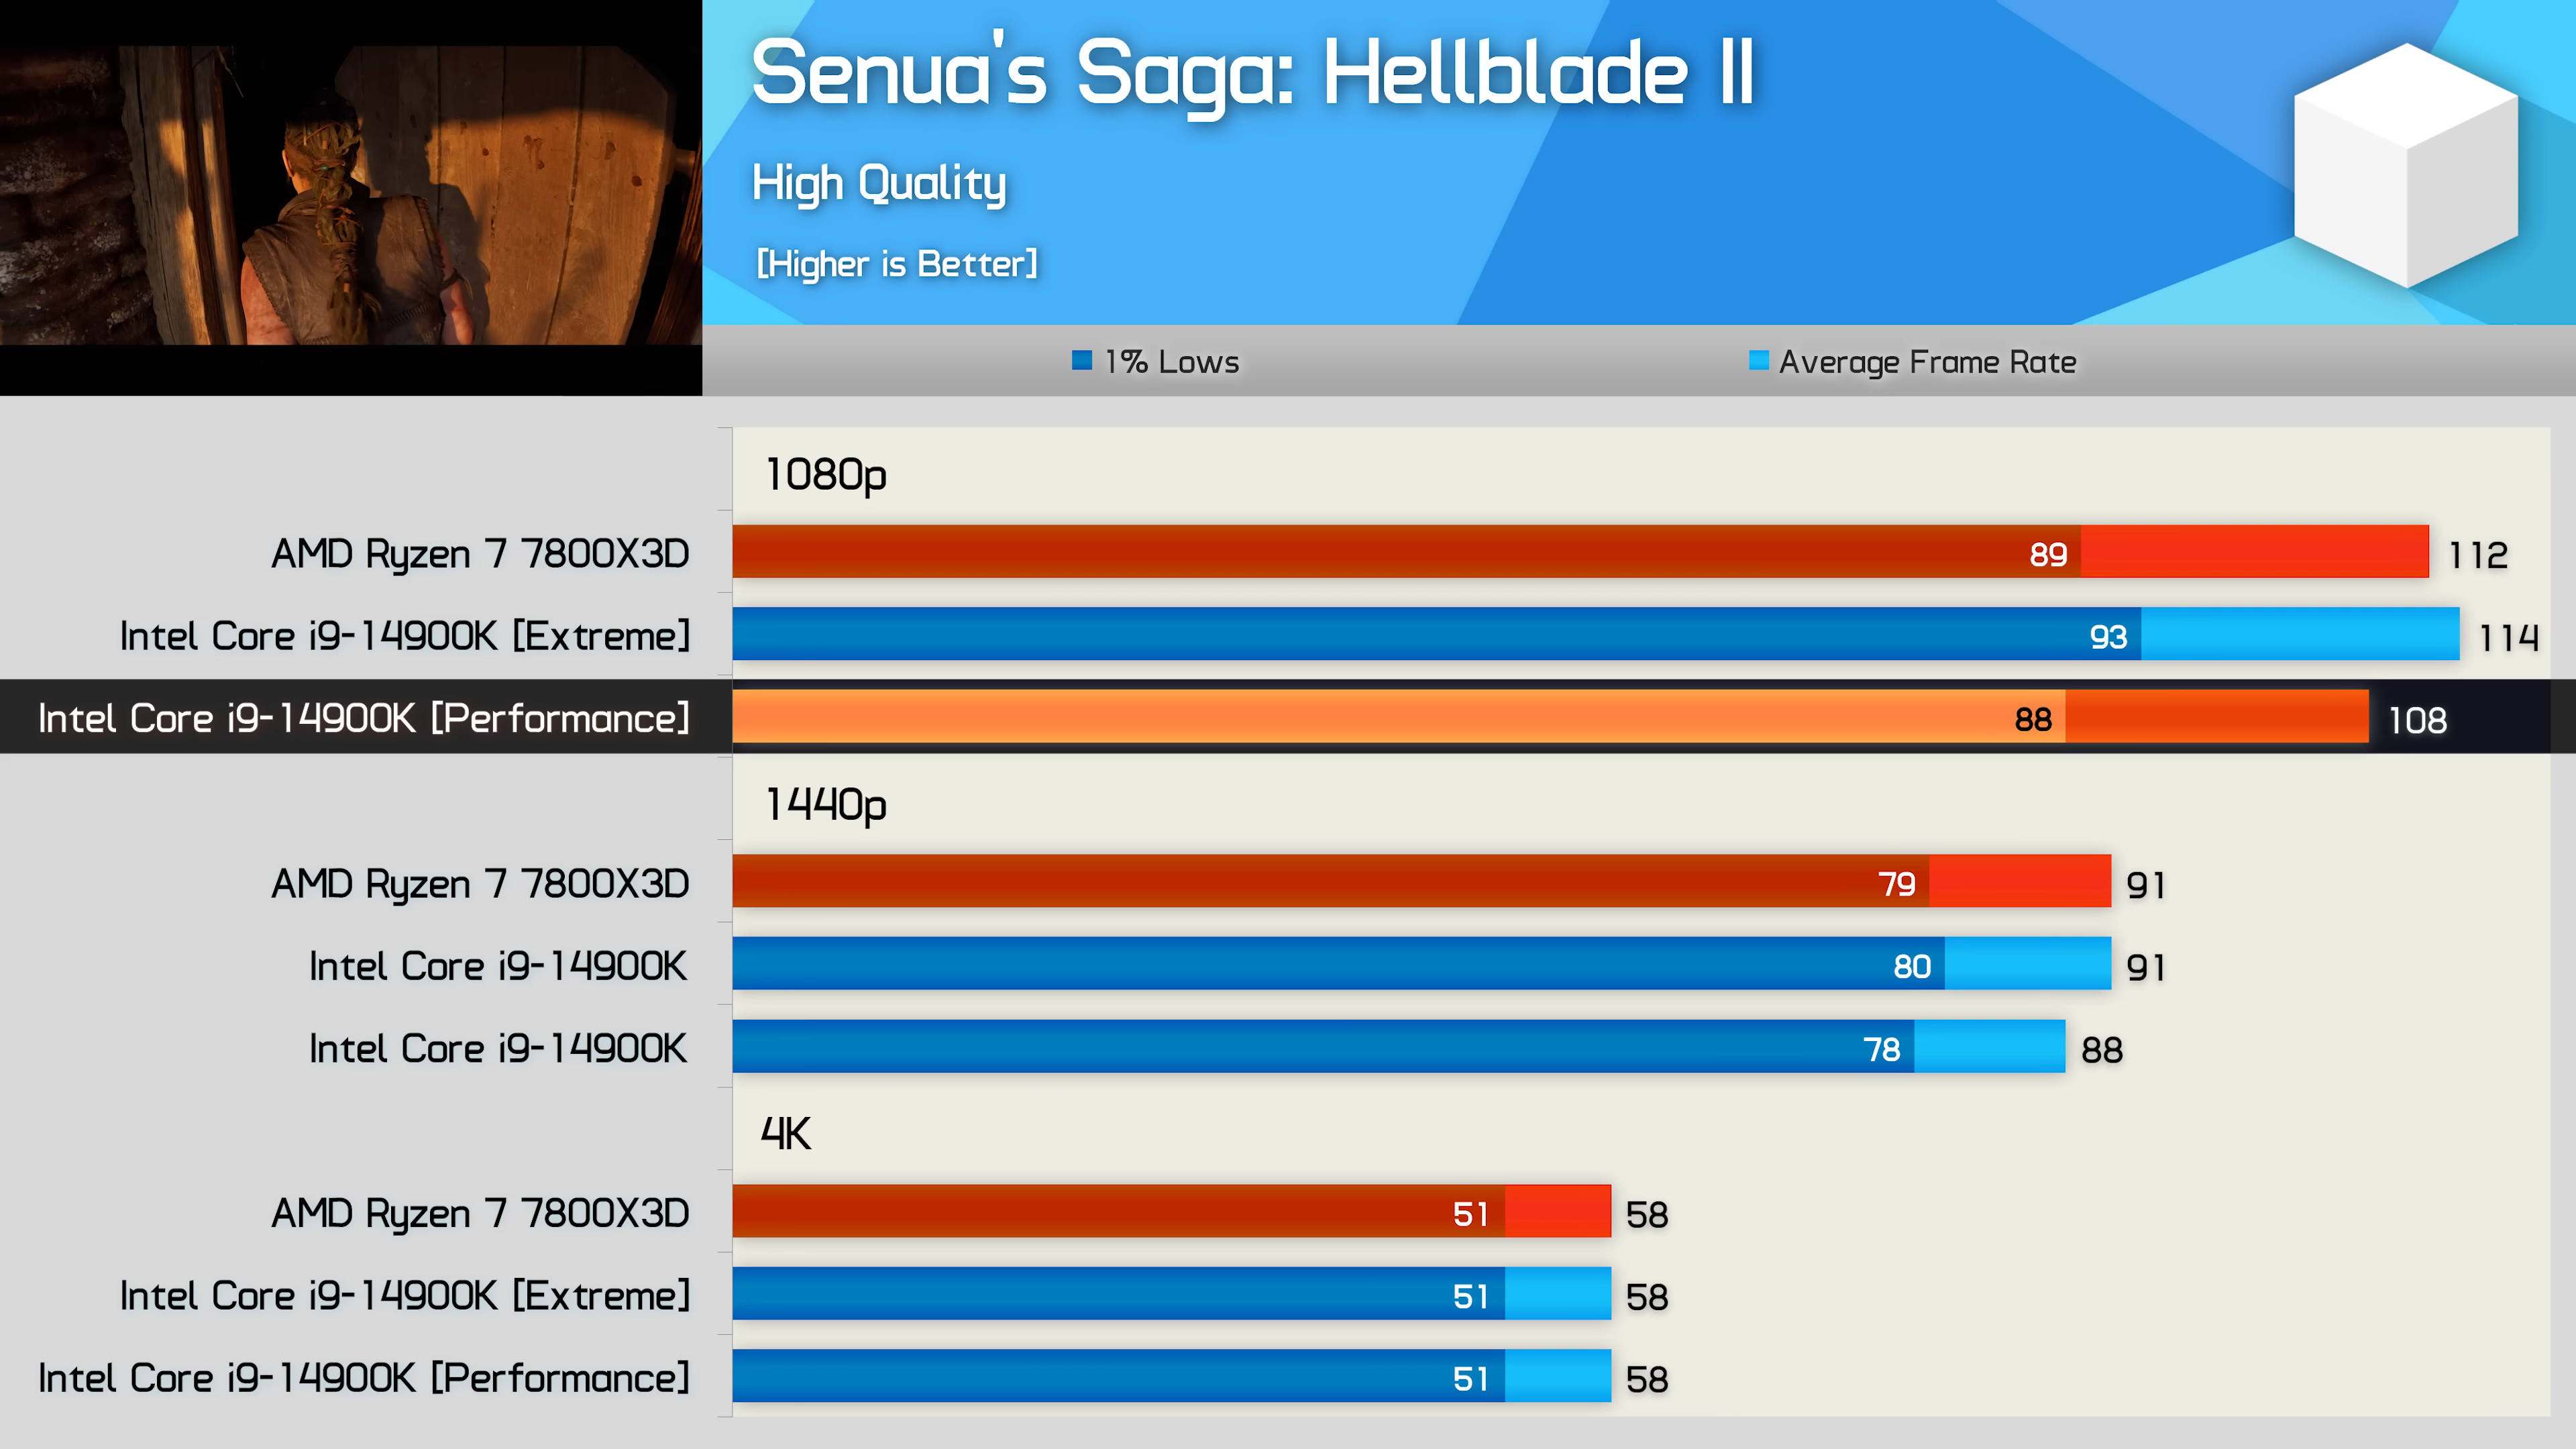 Senua's Saga: Hellblade II
High Quality
[Higher is Better]
1% Lows
Average Frame Rate
1080p
AMD Ryzen 7 7800X3D 89 112
Intel Core i9-14900K [Extreme] 93 114
Intel Core i9-14900K [Performance] 88 108
1440p
AMD Ryzen 7 7800X3D 79 91
Intel Core i9-14900K 80 91
Intel Core i9-14900K 78 88
4K
AMD Ryzen 7 7800X3D 51 58
Intel Core i9-14900K [Extreme] 51 58
Intel Core i9-14900K [Performance] 51 58